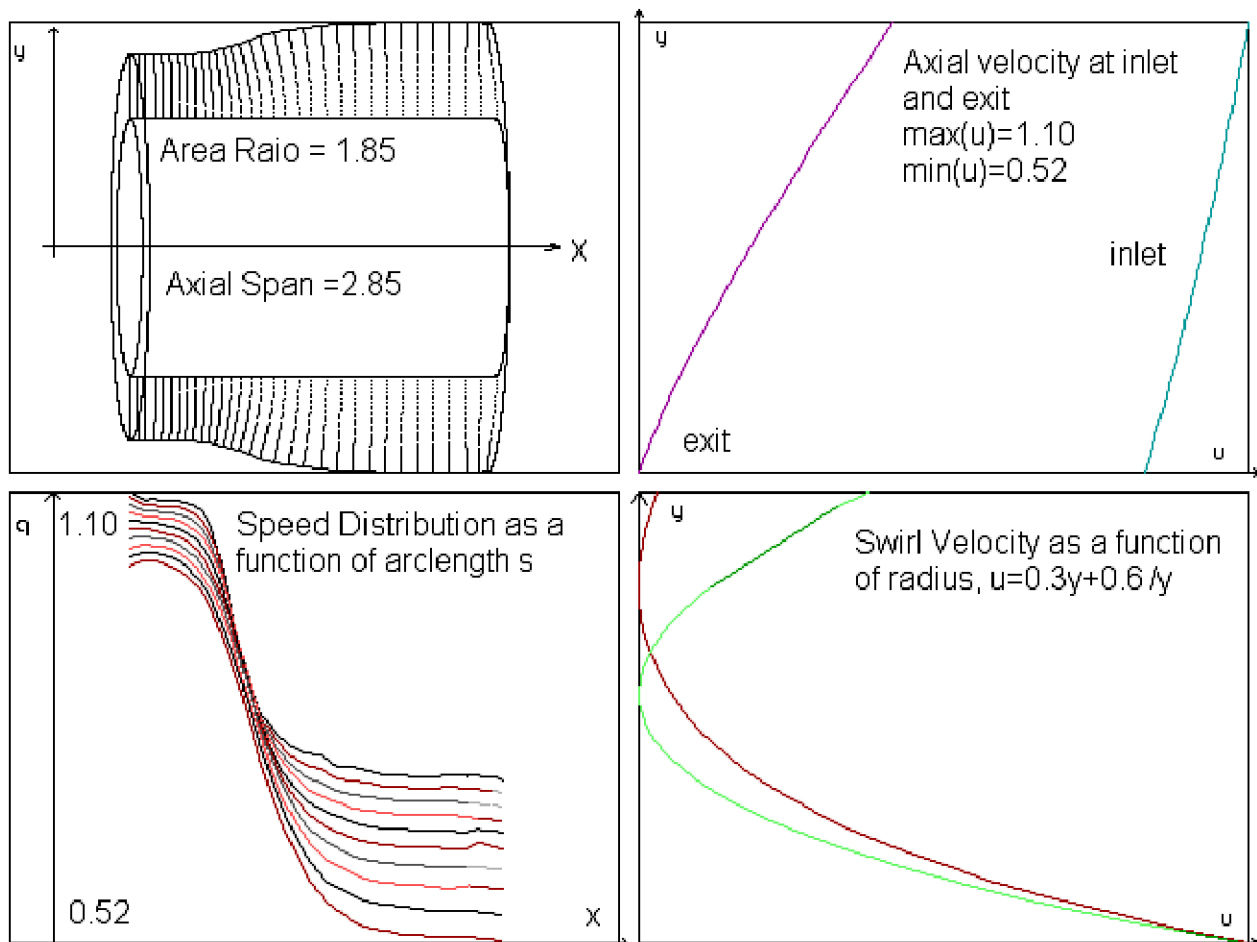 y
Area Raio = 1.85
X
Axial Span =2.85
y
Axial velocity at inlet
and exit
max(u)=1.10
min(u)=0.52
inlet
exit
u
q
1.10
Speed Distribution as a
function of arclength s
0.52
X
y
Swirl Velocity as a function
of radius, u=0.3y+0.6/y
u